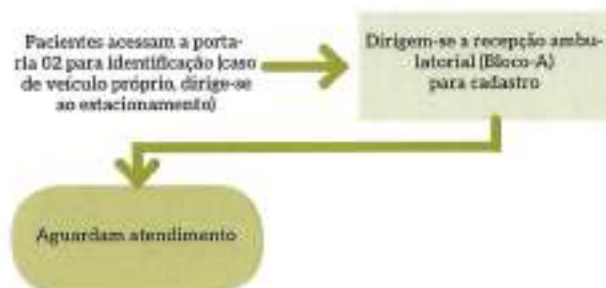 Pacientes acessam a porta-
ria 02 para identificação (caso
de veículo próprio, dirige-se
ao estacionamento)
Dirigem-se a recepção ambu-
latorial (Bloco-A)
para cadastro
Aguardam atendimento